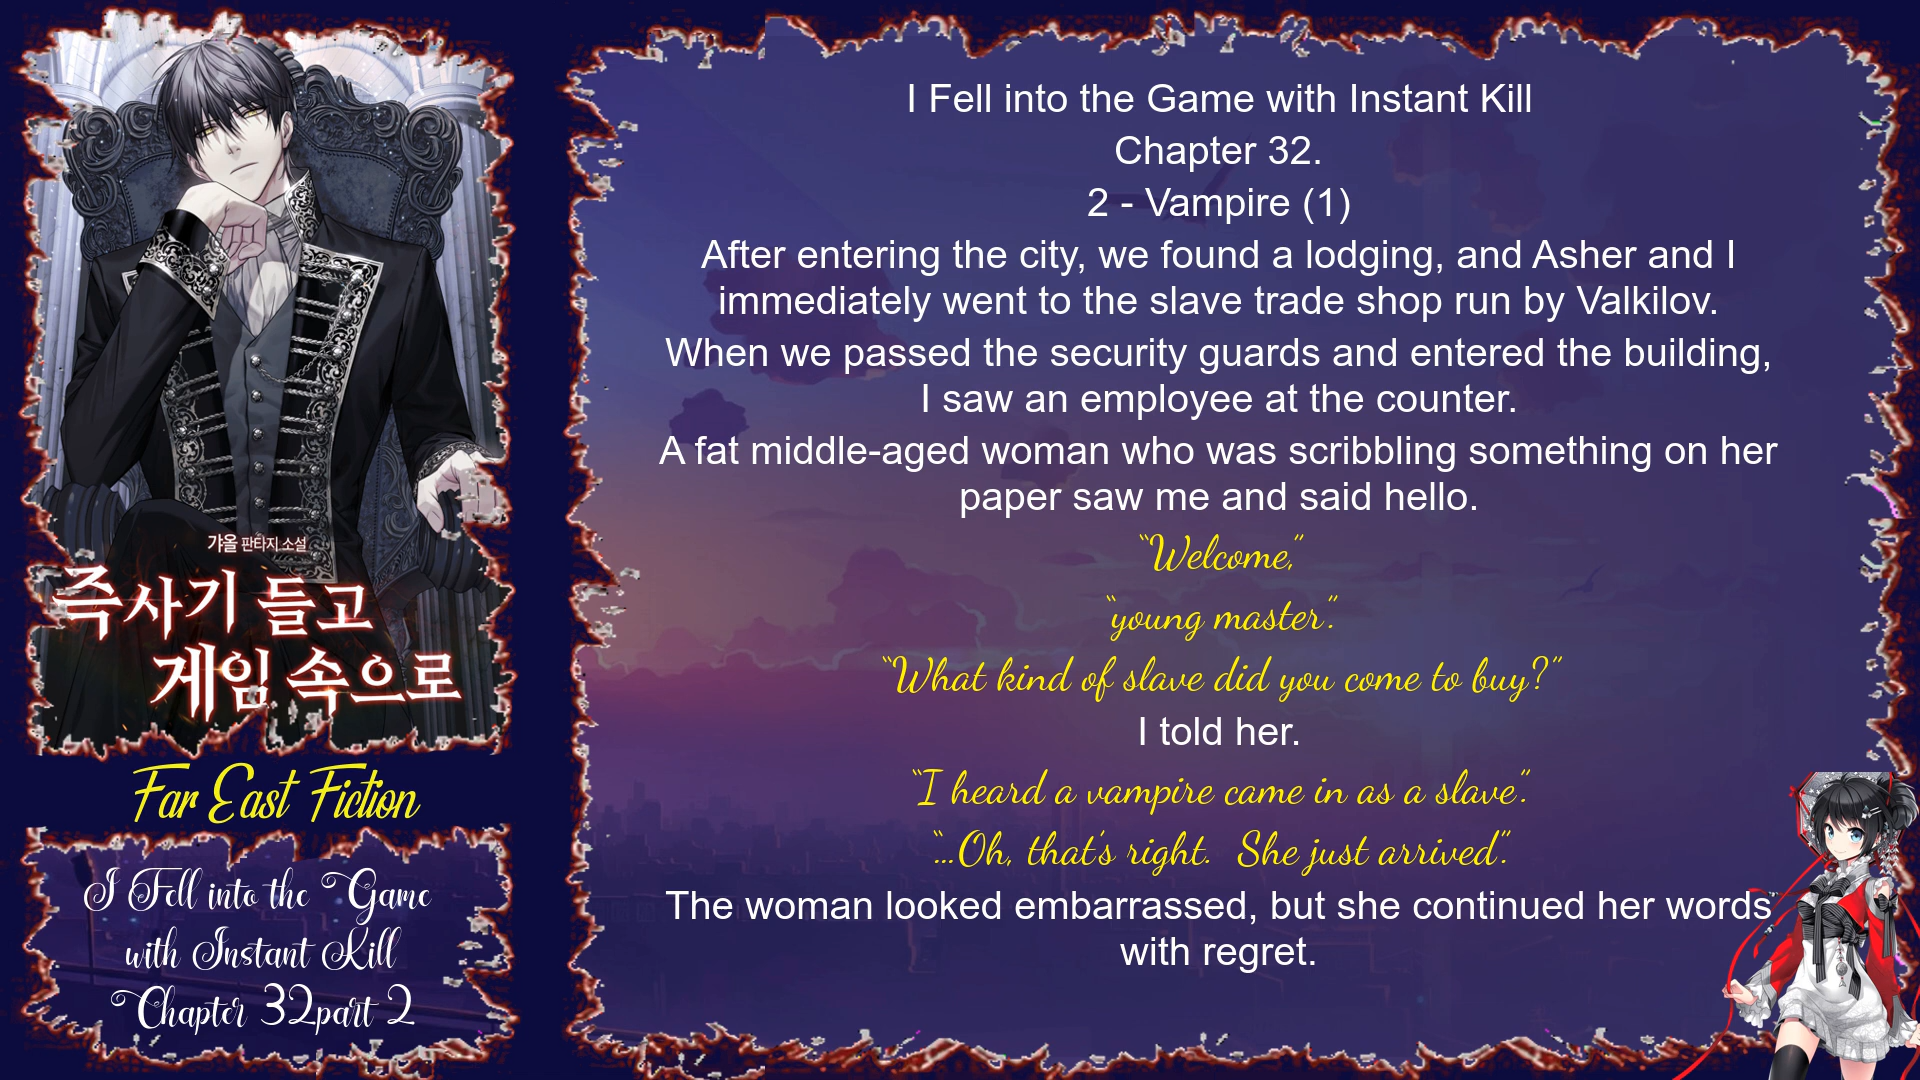 갸올 판타지 소설
즉사기 들고
게임 속으로
Far East Fiction
I Fell into the Game
with Instant Kill
Chapter 32part 2
I Fell into the Game with Instant Kill
Chapter 32.
2 - Vampire (1)
After entering the city, we found a lodging, and Asher and I
immediately went to the slave trade shop run by Valkilov.
When we passed the security guards and entered the building,
I saw an employee at the counter.
A fat middle-aged woman who was scribbling something on her
paper saw me and said hello.
“Welcome,”
“young master”.
“What kind of slave did you come to buy?”
I told her.
“I heard a vampire came in as a slave”.
“…Oh, that’s right.  She just arrived”.
The woman looked embarrassed, but she continued her words
with regret.